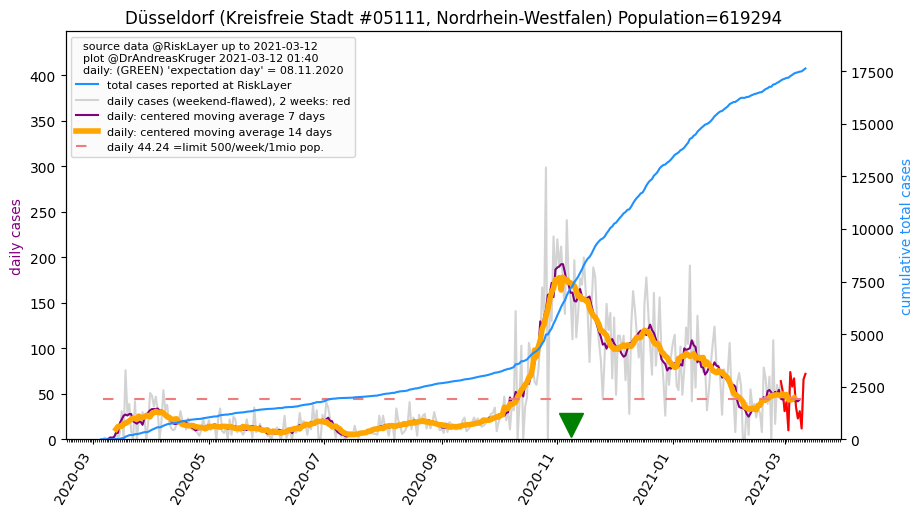 Düsseldorf (Kreisfreie Stadt #05111, Nordrhein-Westfalen) Population=619294
source data @RiskLayer up to 2021-03-12
plot @DrAndreasKruger 2021-03-12 01:40
daily: (GREEN) 'expectation day' = 08.11.2020
total cases reported at RiskLayer
daily cases (weekend-flawed), 2 weeks: red
daily: centered moving average 7 days
daily: centered moving average 14 days
daily 44.24 =limit 500/week/1mio pop.
daily cases
400
350
300
250
200
150
100
50
0
cumulative total cases
17500
15000
12500
10000
7500
5000
2500
0
2020-03
2020-05
2020-07
2020-09
2020-11
2021-01
2021-03